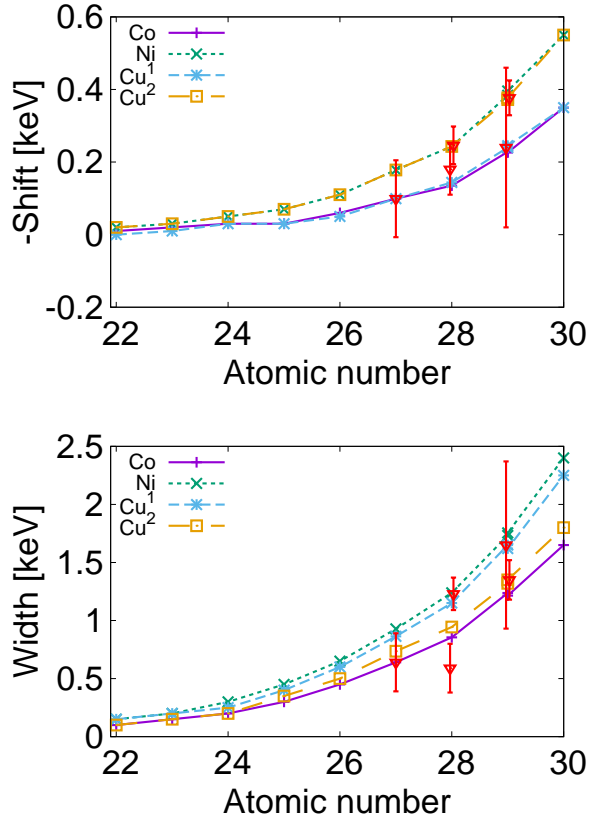 0.6
0.4
0.2
0
-0.2
-Shift [keV]
Co
Ni
Cu¹
Cu²
22 24 26 28 30
Atomic number
2.5
2
1.5
1
0.5
0
Width [keV]
Co
Ni
Cu¹
Cu²
22 24 26 28 30
Atomic number